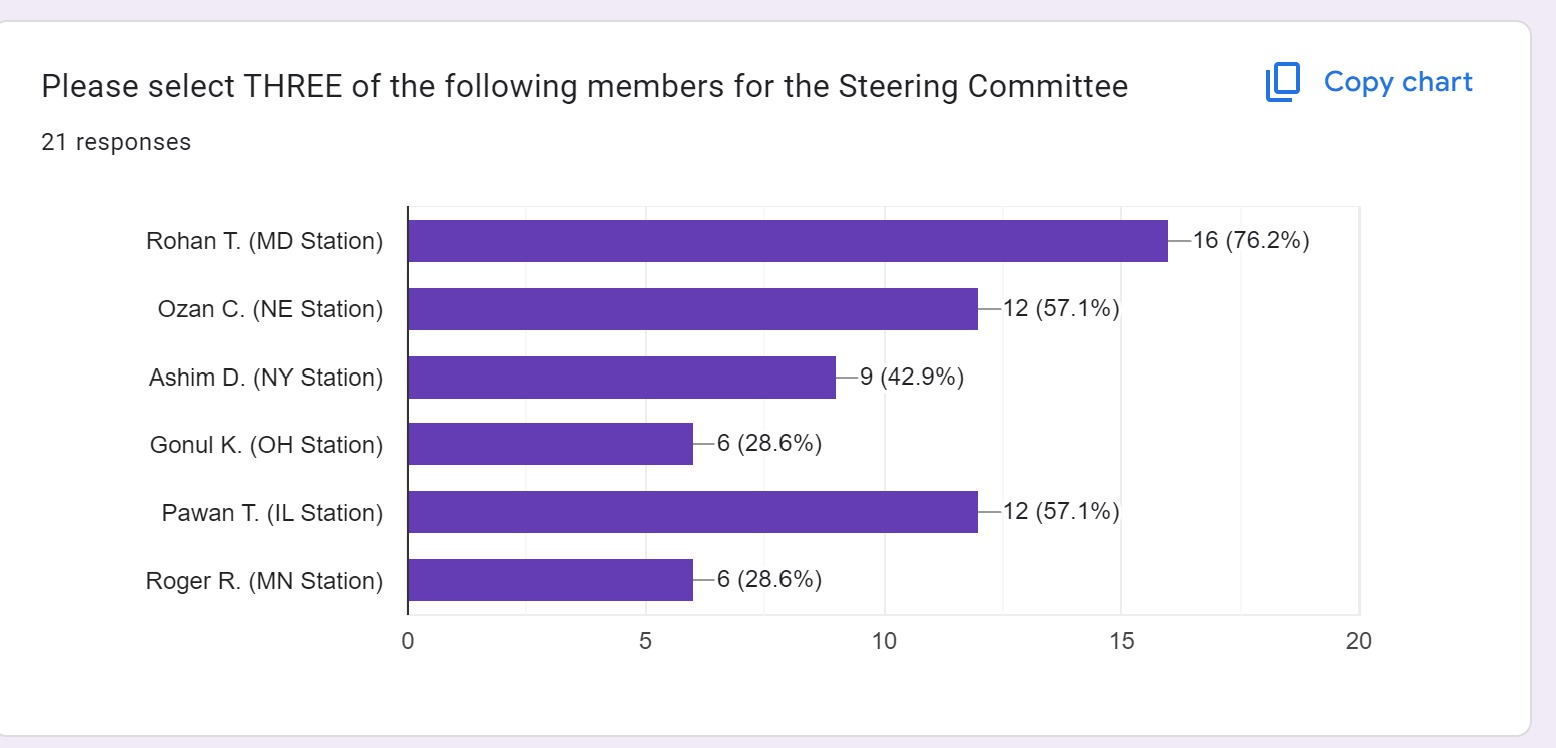 Please select THREE of the following members for the Steering Committee
Copy chart
21 responses
Rohan T. (MD Station) 16 (76.2%)
Ozan C. (NE Station) 12 (57.1%)
Ashim D. (NY Station) 9 (42.9%)
Gonul K. (OH Station) 6 (28.6%)
Pawan T. (IL Station) 12 (57.1%)
Roger R. (MN Station) 6 (28.6%)
0 5 10 15 20